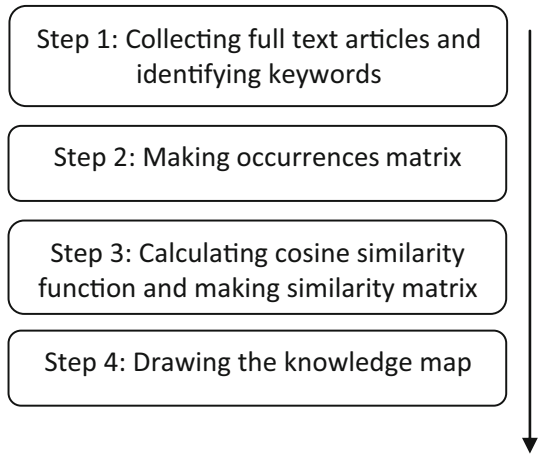 Step 1: Collecting full text articles and
identifying keywords
Step 2: Making occurrences matrix
Step 3: Calculating cosine similarity
function and making similarity matrix
Step 4: Drawing the knowledge map